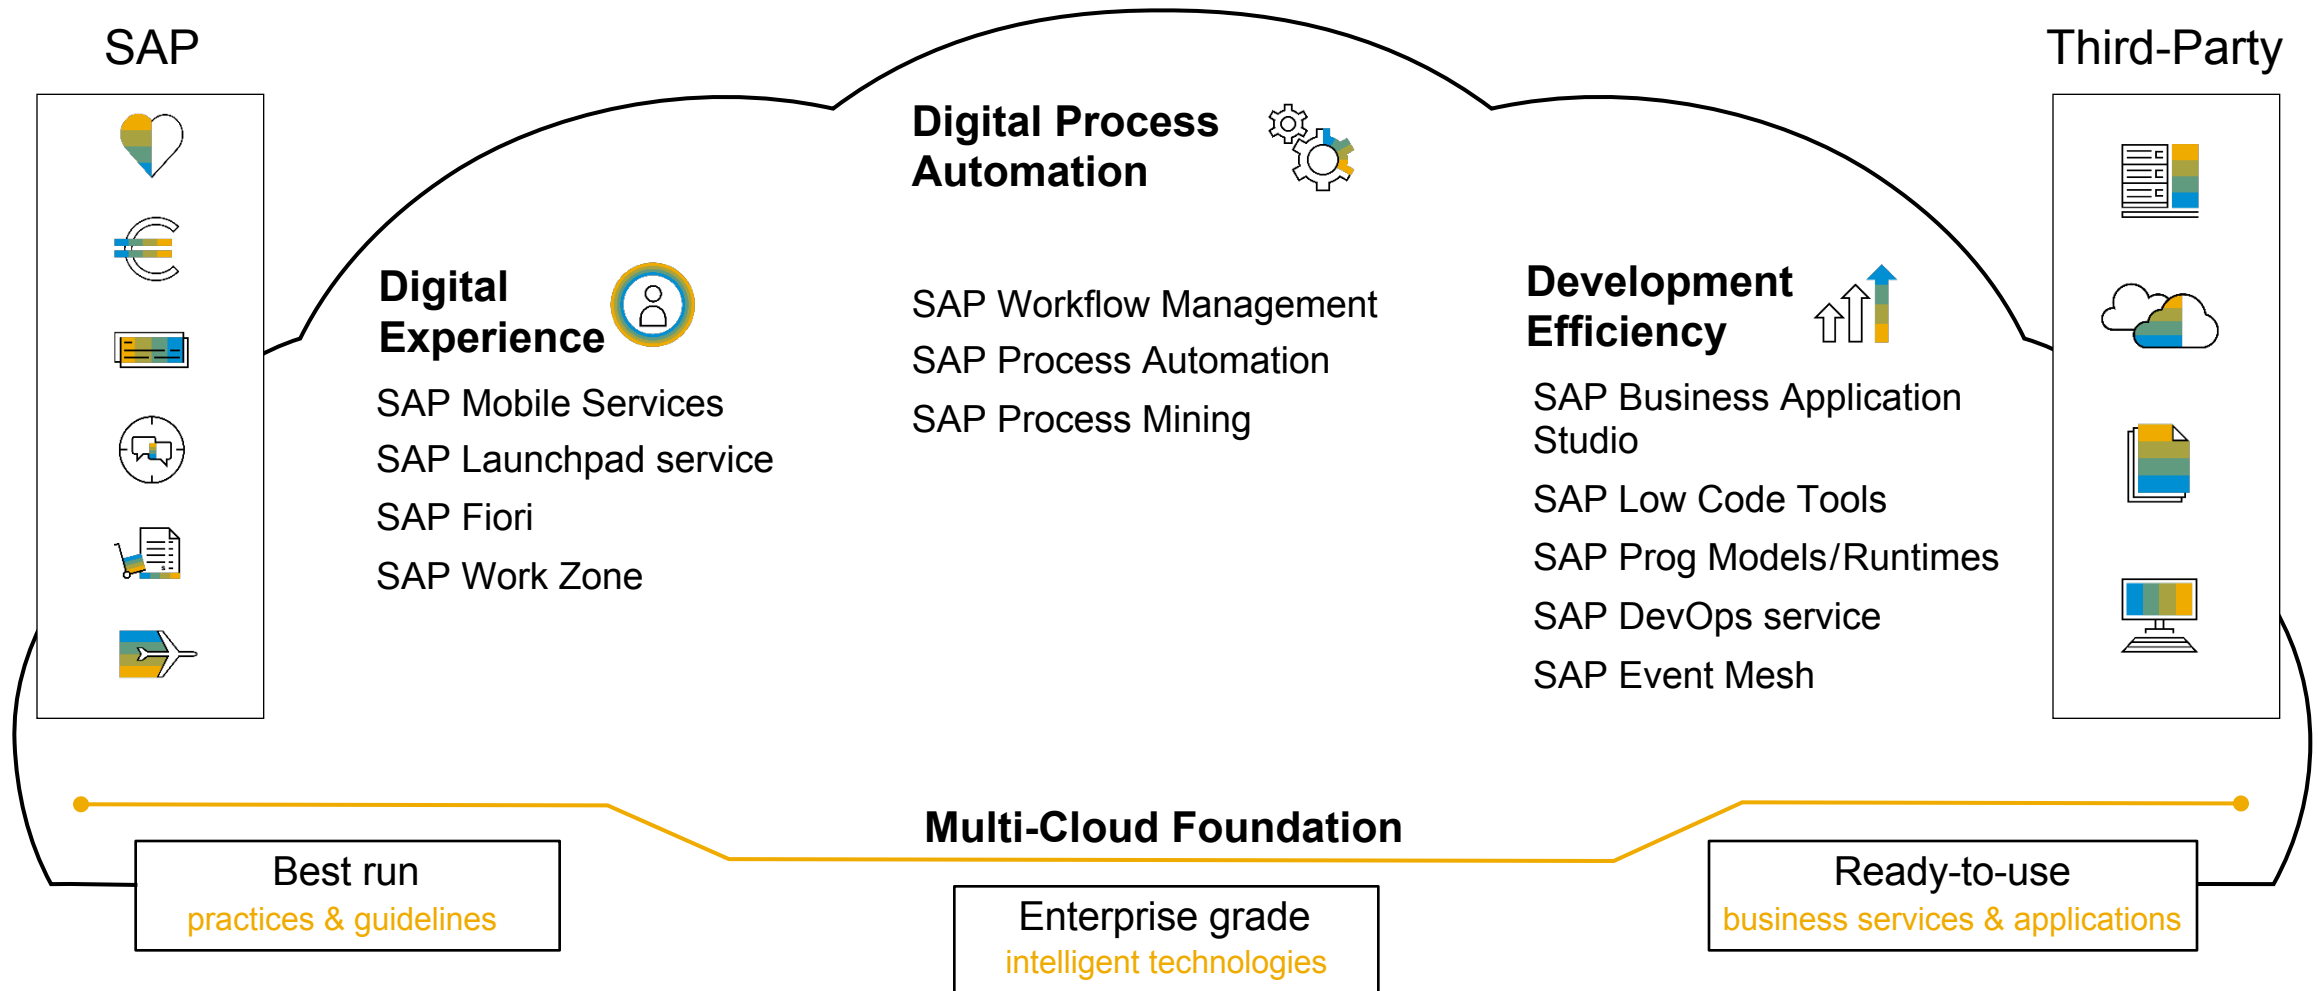 SAP
Third-Party
Digital Process
Automation
SAP Workflow Management
SAP Process Automation
SAP Process Mining
Digital
Experience
SAP Mobile Services
SAP Launchpad service
SAP Fiori
SAP Work Zone
Development
Efficiency
SAP Business Application
Studio
SAP Low Code Tools
SAP Prog Models/Runtimes
SAP DevOps service
SAP Event Mesh
Multi-Cloud Foundation
Best run
practices & guidelines
Enterprise grade
intelligent technologies
Ready-to-use
business services & applications